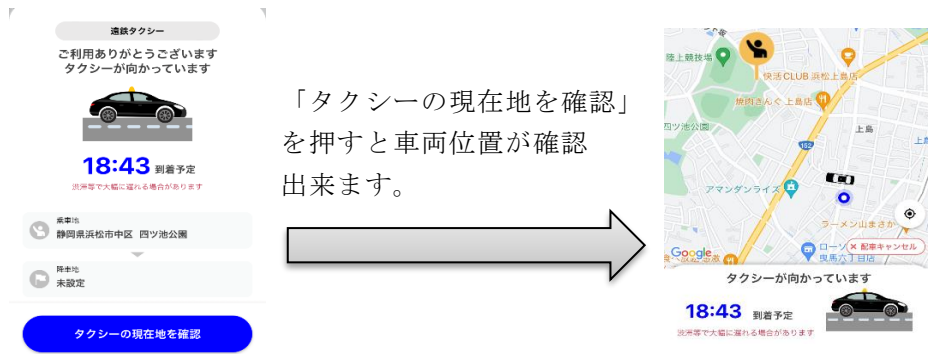 遠鉄タクシー
ご利用ありがとうございます
タクシーが向かっています
18:43 到着予定
渋滞等で大幅に遅れる場合があります
乗車地
静岡県浜松市中区 四ツ池公園
降車地
未設定
タクシーの現在地を確認
「タクシーの現在地を確認」
を押すと車両位置が確認
出来ます。
陸上競技場
快活CLUB 浜松上島店
焼肉きんぐ 上島店
四ツ池公園
上島
152
アマンダンライズ
ラーメン山まさか
Google
ローソ
× 配車キャンセル
曳馬六丁目店
タクシーが向かっています
18:43 到着予定
渋滞等で大幅に遅れる場合があります